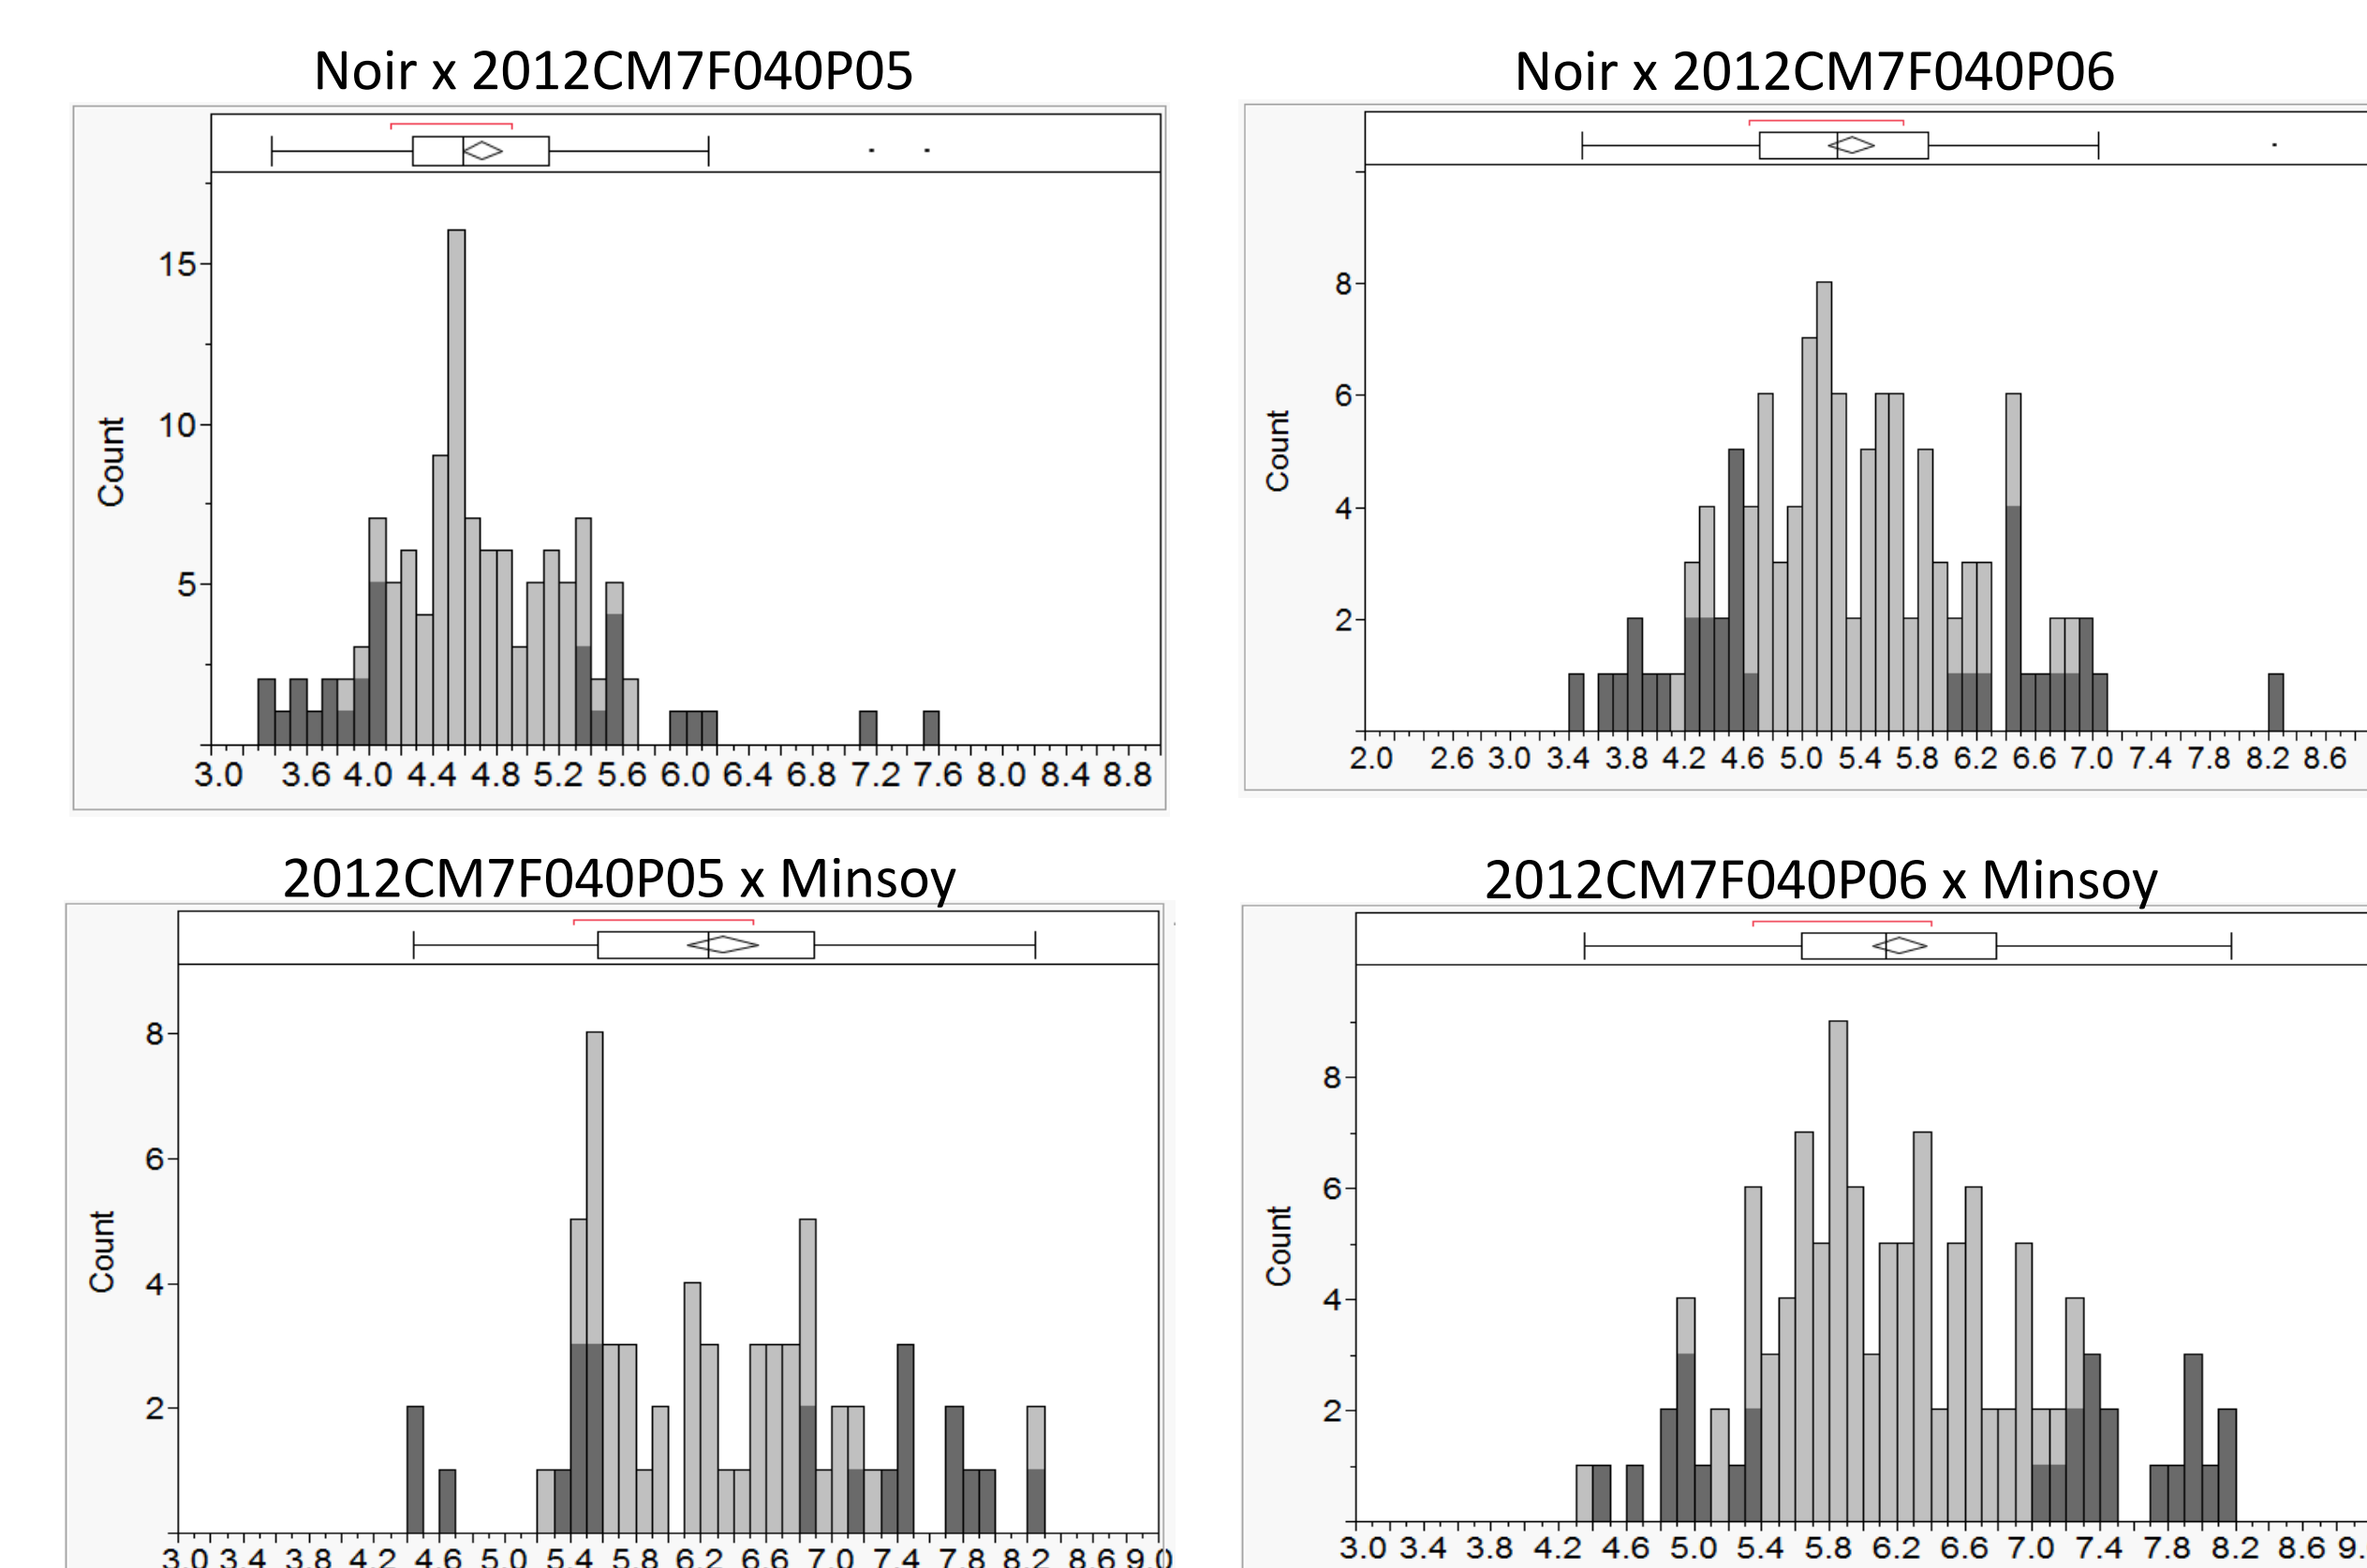 Noir x 2012CM7F040P05
15
10
5
Count
3.0 3.6 4.0 4.4 4.8 5.2 5.6 6.0 6.4 6.8 7.2 7.6 8.0 8.4 8.8
Noir x 2012CM7F040P06
8
6
4
2
Count
2.0 2.6 3.0 3.4 3.8 4.2 4.6 5.0 5.4 5.8 6.2 6.6 7.0 7.4 7.8 8.2 8.6
2012CM7F040P05 x Minsoy
8
6
4
2
Count
3.0 3.4 3.8 4.2 4.6 5.0 5.4 5.8 6.2 6.6 7.0 7.4 7.8 8.2 8.6 9.0
2012CM7F040P06 x Minsoy
8
6
4
2
Count
3.0 3.4 3.8 4.2 4.6 5.0 5.4 5.8 6.2 6.6 7.0 7.4 7.8 8.2 8.6